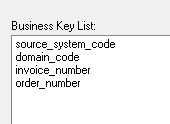 Business Key List:
source_system_code
domain_code
invoice_number
order_number